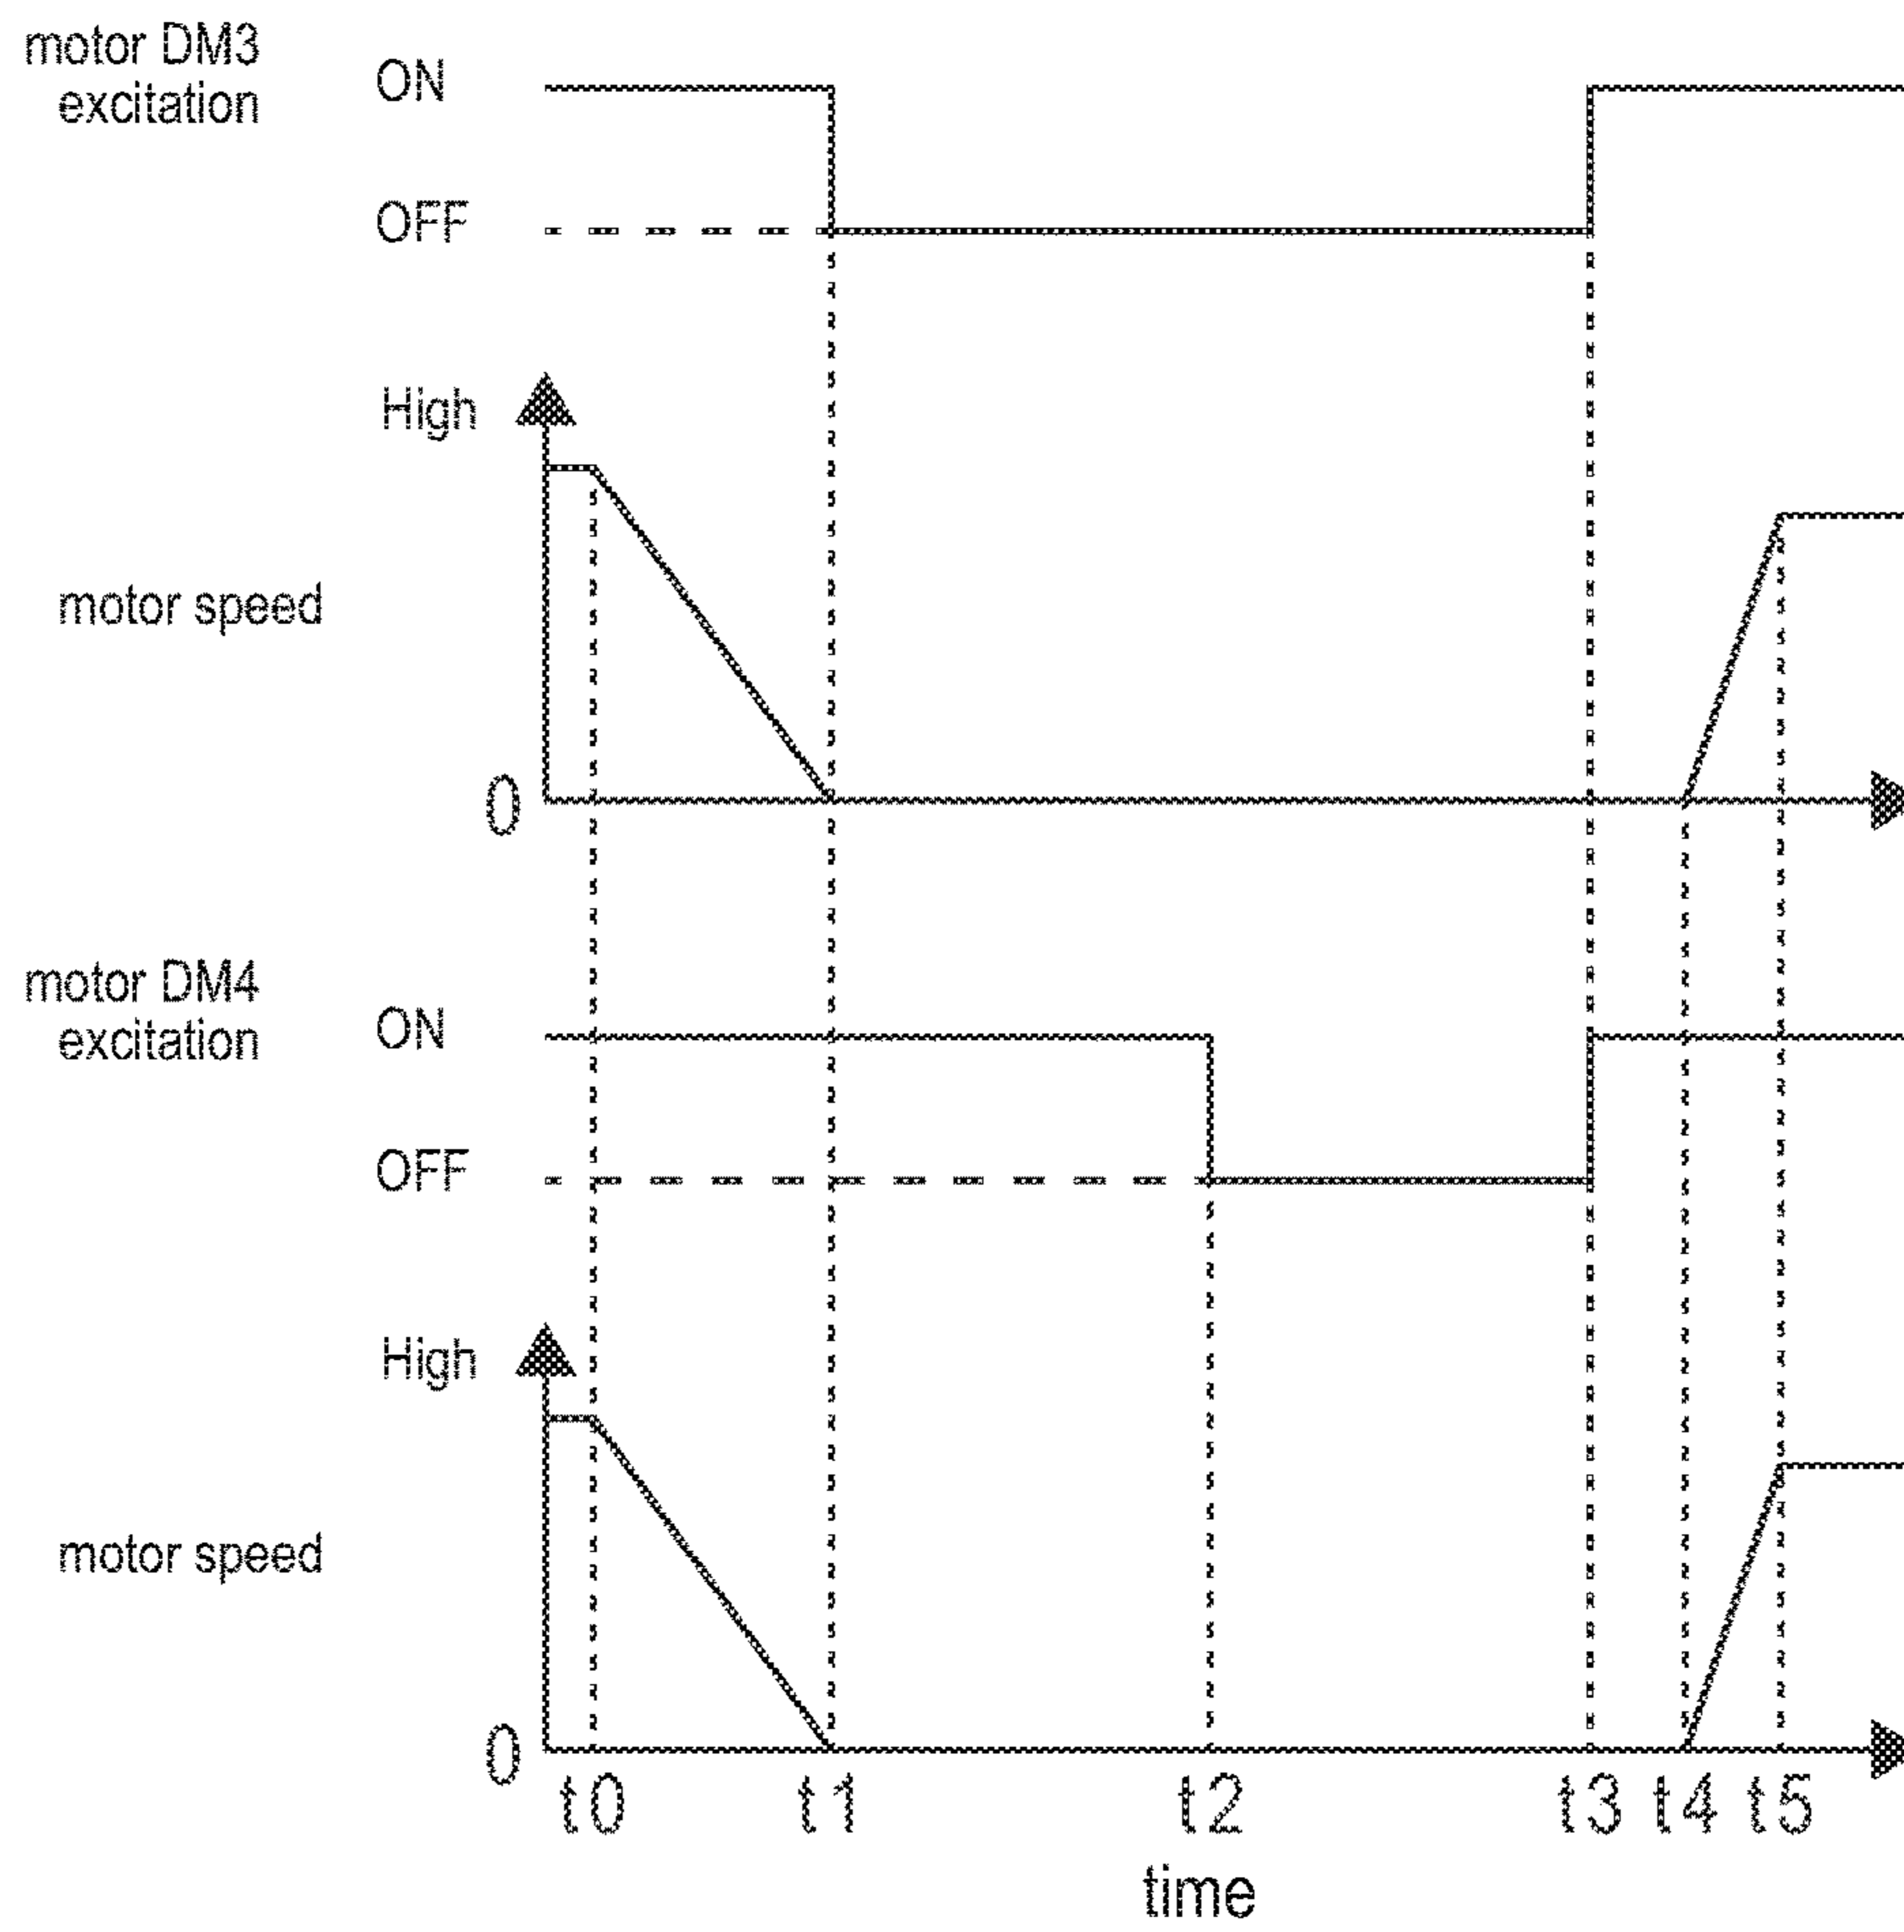 motor DM3
excitation
ON
OFF
High
motor speed
0
motor DM4
excitation
ON
OFF
High
motor speed
0
t0 t1 t2 t3 t4 t5
time